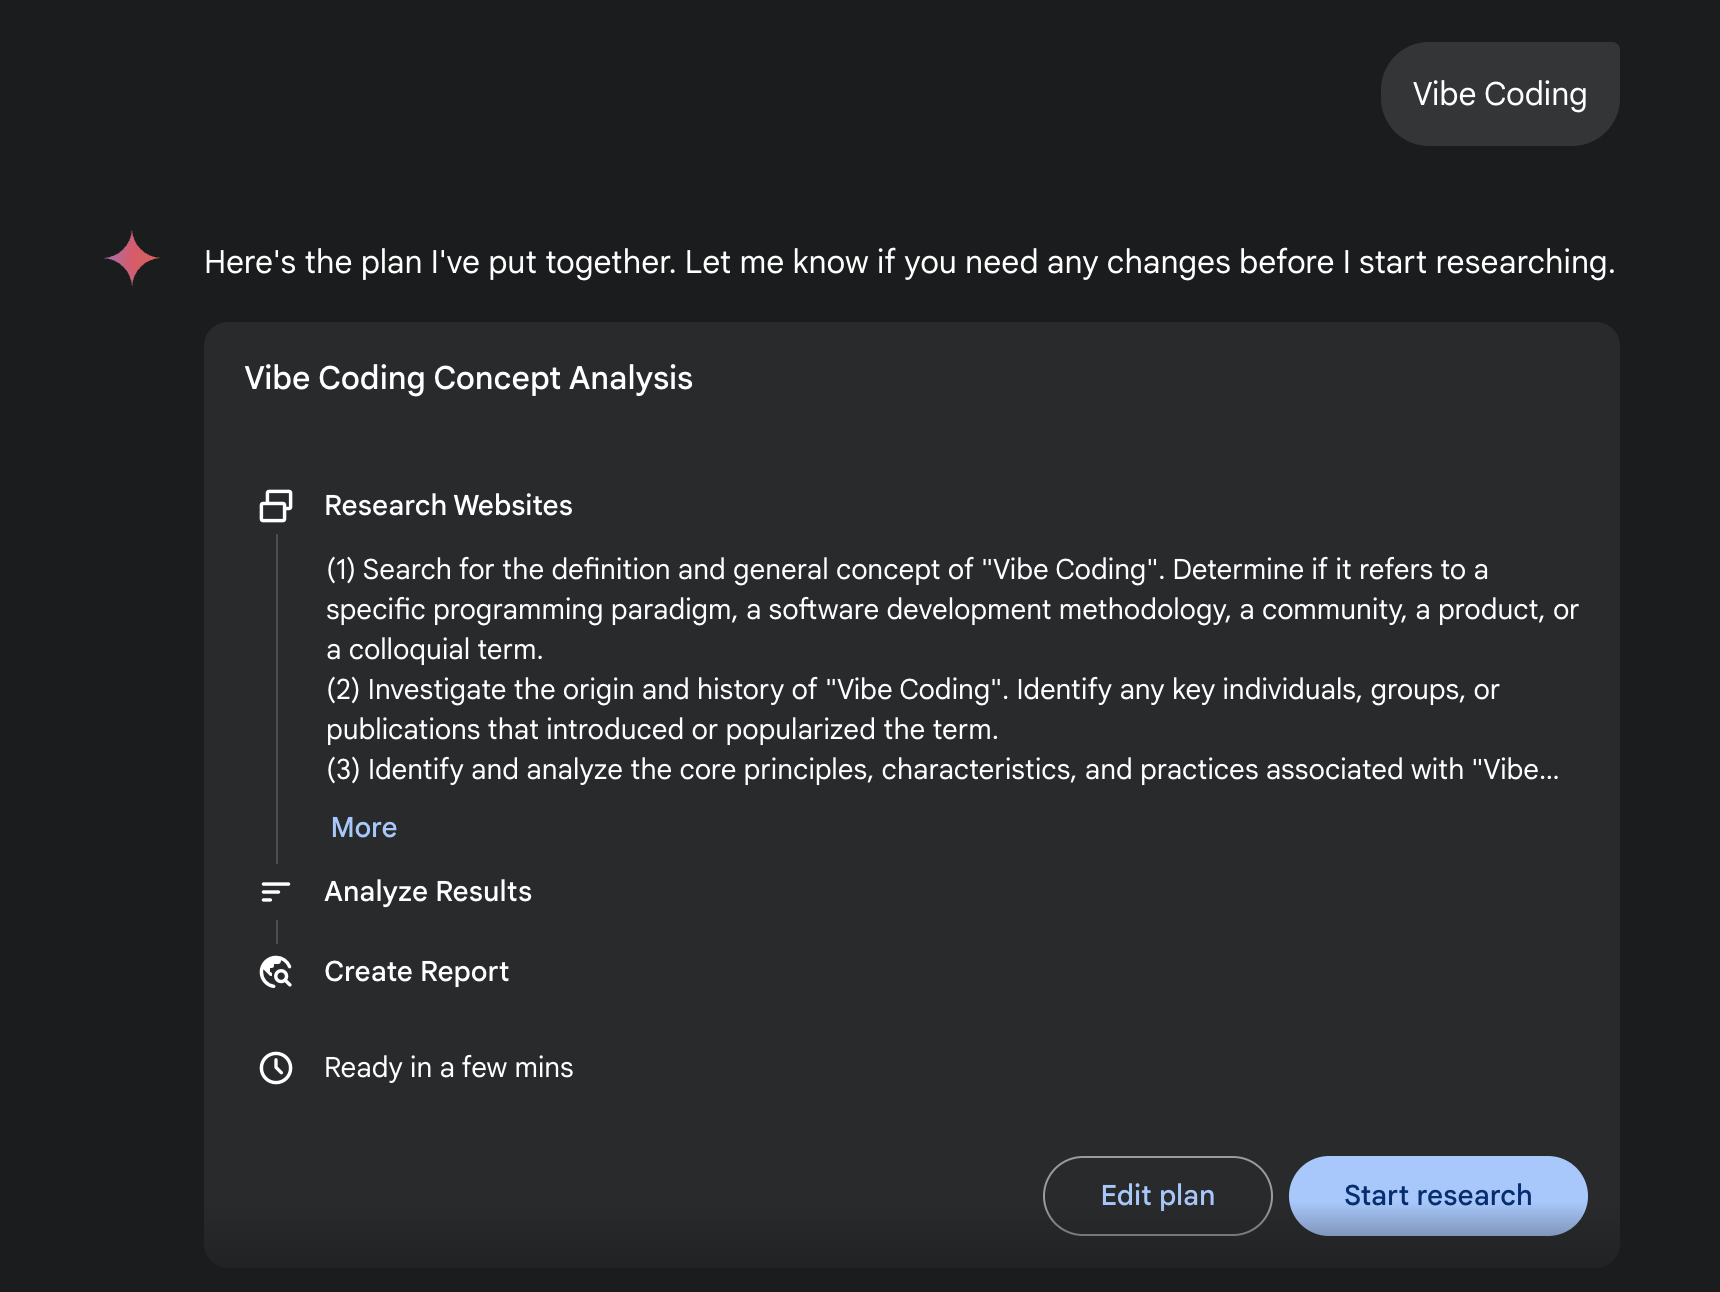 Vibe Coding
Here's the plan I've put together. Let me know if you need any changes before I start researching.
Vibe Coding Concept Analysis
Research Websites
(1) Search for the definition and general concept of "Vibe Coding". Determine if it refers to a
specific programming paradigm, a software development methodology, a community, a product, or
a colloquial term.
(2) Investigate the origin and history of "Vibe Coding". Identify any key individuals, groups, or
publications that introduced or popularized the term.
(3) Identify and analyze the core principles, characteristics, and practices associated with "Vibe...
More
Analyze Results
Create Report
Ready in a few mins
Edit plan
Start research